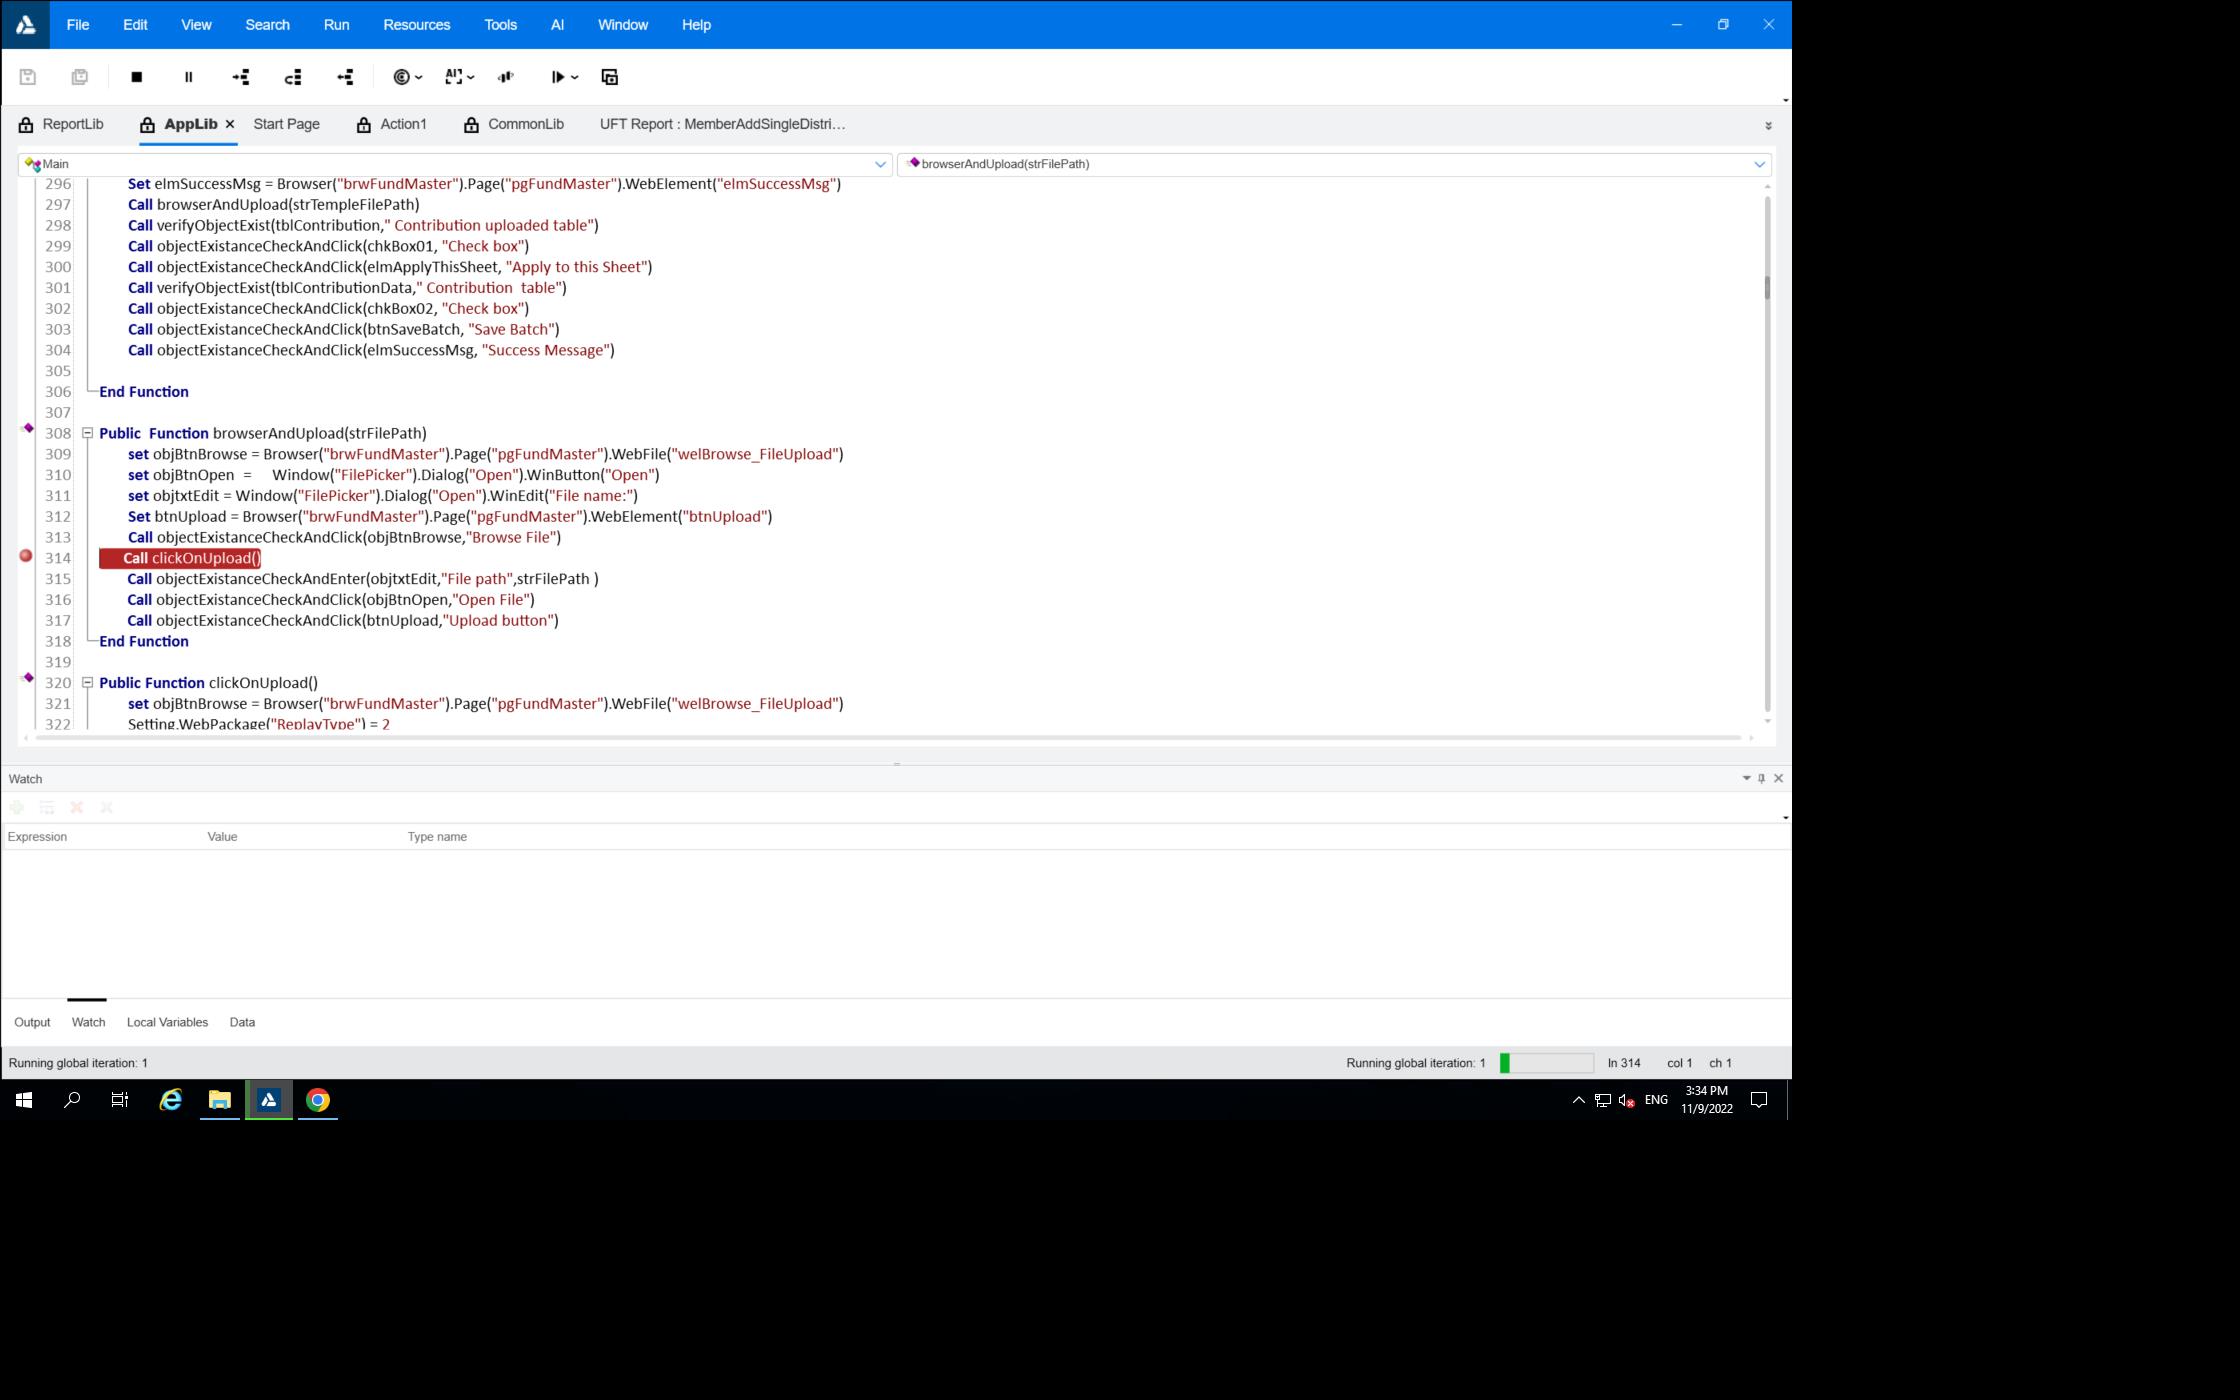 File Edit View Search Run Resources Tools AI Window Help
ReportLib AppLib Start Page Action1 CommonLib UFT Report : MemberAddSingleDistri…
Main browserAndUpload(strFilePath)
296 Set elmSuccessMsg = Browser("brwFundMaster").Page("pgFundMaster").WebElement("elmSuccessMsg")
297 Call browserAndUpload(strTempleFilePath)
298 Call verifyObjectExist(tblContribution," Contribution uploaded table")
299 Call objectExistanceCheckAndClick(chkBox01, "Check box")
300 Call objectExistanceCheckAndClick(elmApplyThisSheet, "Apply to this Sheet")
301 Call verifyObjectExist(tblContributionData," Contribution  table")
302 Call objectExistanceCheckAndClick(chkBox02, "Check box")
303 Call objectExistanceCheckAndClick(btnSaveBatch, "Save Batch")
304 Call objectExistanceCheckAndClick(elmSuccessMsg, "Success Message")
305
306 End Function
307
308 Public  Function browserAndUpload(strFilePath)
309 set objBtnBrowse = Browser("brwFundMaster").Page("pgFundMaster").WebFile("welBrowse_FileUpload")
310 set objBtnOpen  =     Window("FilePicker").Dialog("Open").WinButton("Open")
311 set objtxtEdit = Window("FilePicker").Dialog("Open").WinEdit("File name:")
312 Set btnUpload = Browser("brwFundMaster").Page("pgFundMaster").WebElement("btnUpload")
313 Call objectExistanceCheckAndClick(objBtnBrowse,"Browse File")
314 Call clickOnUpload()
315 Call objectExistanceCheckAndEnter(objtxtEdit,"File path",strFilePath )
316 Call objectExistanceCheckAndClick(objBtnOpen,"Open File")
317 Call objectExistanceCheckAndClick(btnUpload,"Upload button")
318 End Function
319
320 Public Function clickOnUpload()
321 set objBtnBrowse = Browser("brwFundMaster").Page("pgFundMaster").WebFile("welBrowse_FileUpload")
322 Setting.WebPackage("ReplayType") = 2
Watch
Expression Value Type name
Output Watch Local Variables Data
Running global iteration: 1 Running global iteration: 1 ln 314 col 1 ch 1
ENG 3:34 PM
11/9/2022